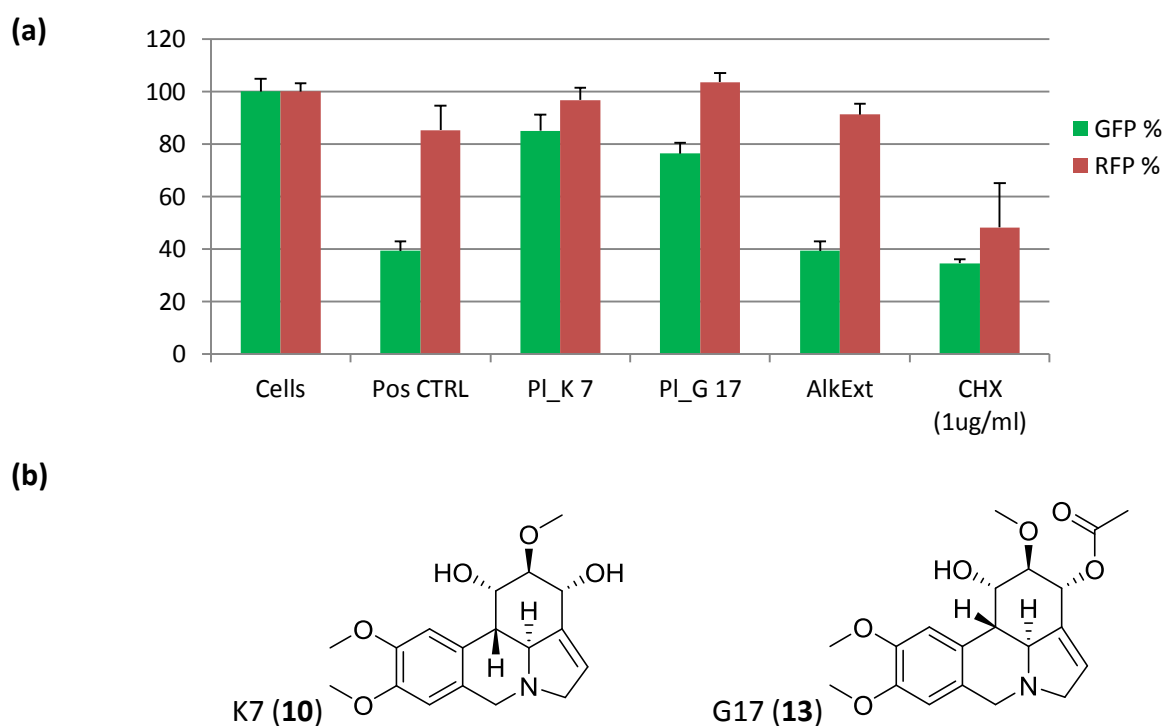 (a)
120
100
80
60
40
20
0
Cells
Pos CTRL
Pl_K 7
Pl_G 17
AlkExt
CHX
(1ug/ml)
GFP %
RFP %
(b)
O
HO
OH
H
H
O
O
N
K7 (10)
O
O
O
HO
H
H
O
O
N
G17 (13)